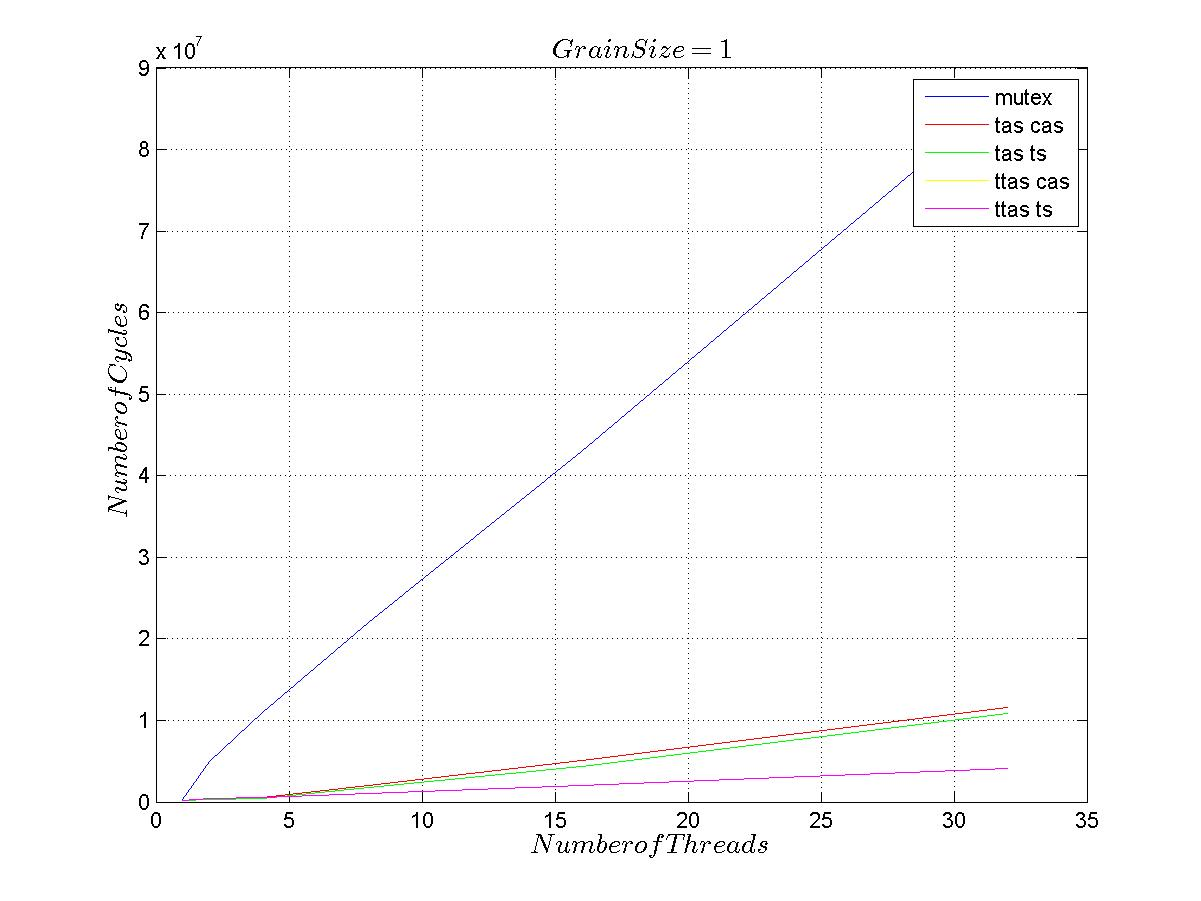 GrainSize = 1
x 10^7
9
8
7
6
5
4
3
2
1
0
NumberofCycles
mutex
tas cas
tas ts
ttas cas
ttas ts
0 5 10 15 20 25 30 35
NumberofThreads